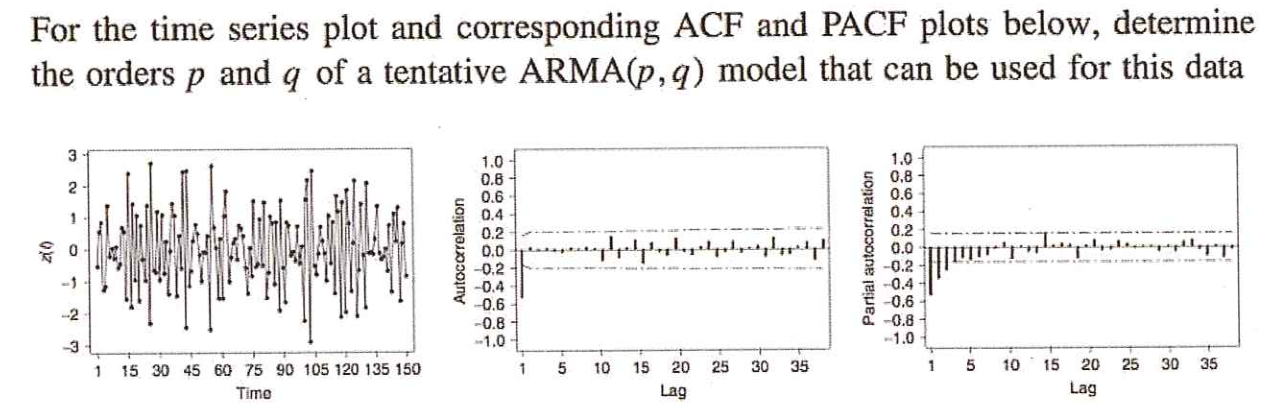 For the time series plot and corresponding ACF and PACF plots below, determine
the orders p and q of a tentative ARMA(p,q) model that can be used for this data
3
2
1
0
-1
-2
-3
z(t)
1 15 30 45 60 75 90 105 120 135 150
Time
1.0
0.8
0.6
0.4
0.2
0.0
-0.2
-0.4
-0.6
-0.8
-1.0
Autocorrelation
1 5 10 15 20 25 30 35
Lag
1.0
0.8
0.6
0.4
0.2
0.0
-0.2
-0.4
-0.6
-0.8
-1.0
Partial autocorrelation
1 5 10 15 20 25 30 35
Lag